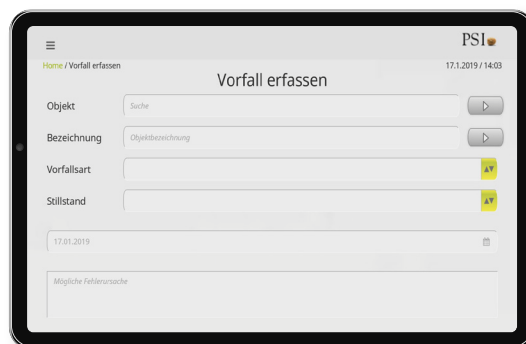 PSI
Home / Vorfall erfassen
17.1.2019 / 14:03
Vorfall erfassen
Objekt
Suche
Bezeichnung
Objektbezeichnung
Vorfallsart
Stillstand
17.01.2019
Mögliche Fehlerursache